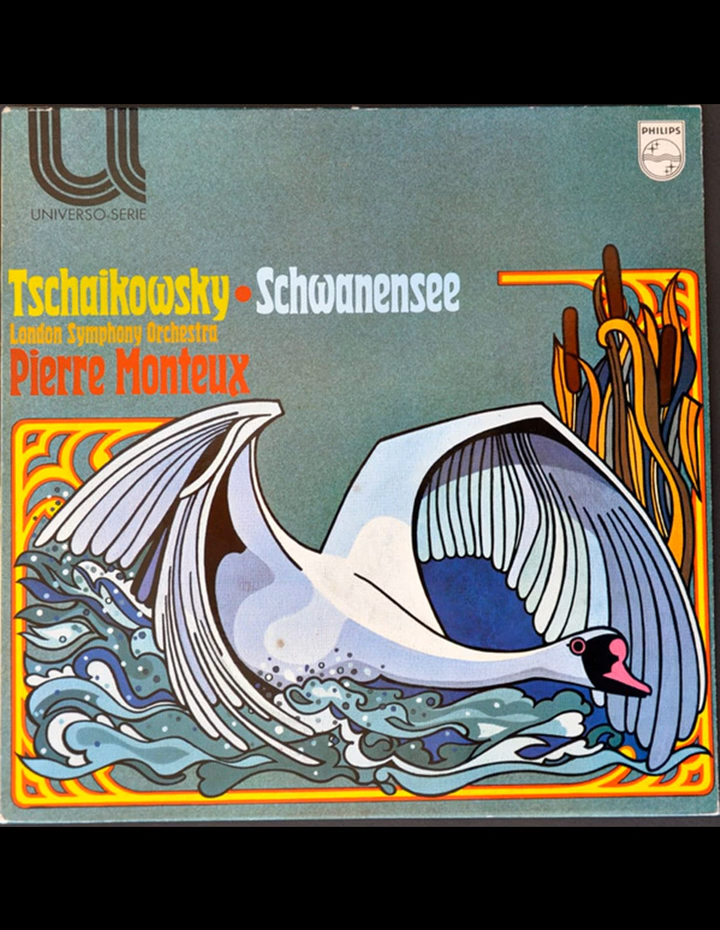 UNIVERSO-SERIE
PHILIPS
Tschaikowsky • Schwanensee
London Symphony Orchestra
Pierre Monteux